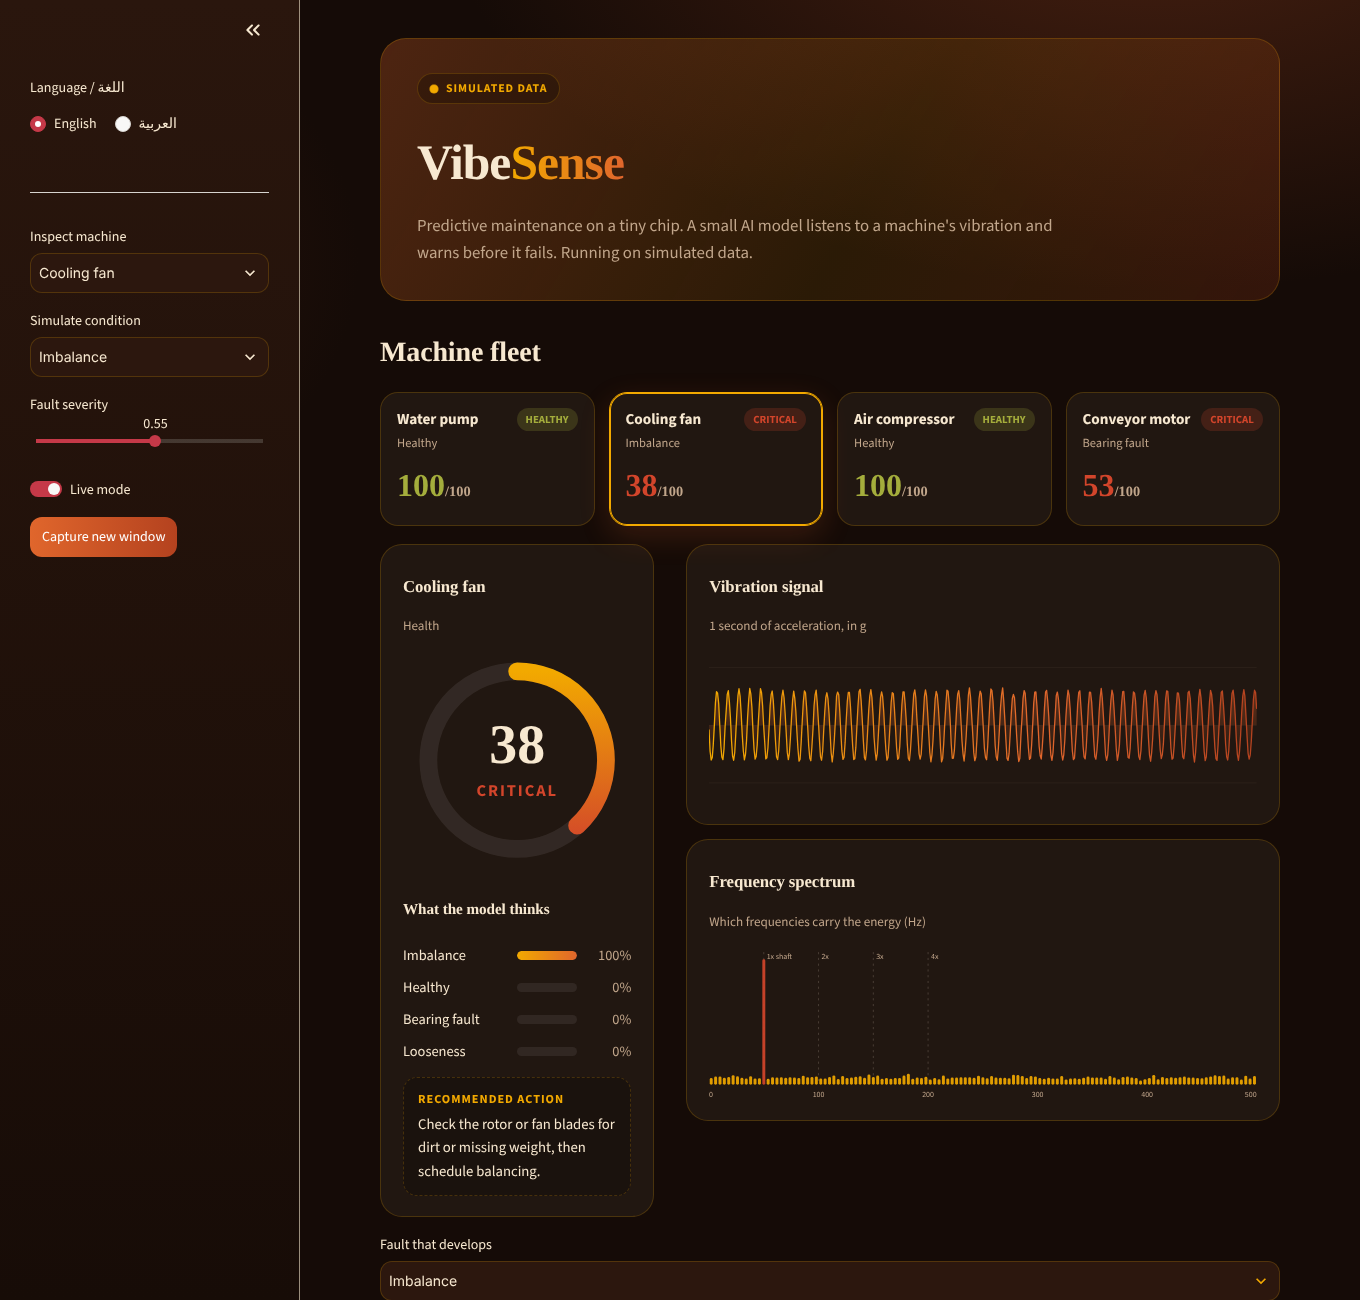 Language / اللغة
English
العربية
Inspect machine
Cooling fan
Simulate condition
Imbalance
Fault severity
0.55
Live mode
Capture new window
SIMULATED DATA
VibeSense
Predictive maintenance on a tiny chip. A small AI model listens to a machine's vibration and
warns before it fails. Running on simulated data.
Machine fleet
Water pump
HEALTHY
Healthy
100/100
Cooling fan
CRITICAL
Imbalance
38/100
Air compressor
HEALTHY
Healthy
100/100
Conveyor motor
CRITICAL
Bearing fault
53/100
Cooling fan
Health
38
CRITICAL
What the model thinks
Imbalance 100%
Healthy 0%
Bearing fault 0%
Looseness 0%
RECOMMENDED ACTION
Check the rotor or fan blades for
dirt or missing weight, then
schedule balancing.
Vibration signal
1 second of acceleration, in g
Frequency spectrum
Which frequencies carry the energy (Hz)
1x shaft 2x 3x 4x
0 100 200 300 400 500
Fault that develops
Imbalance